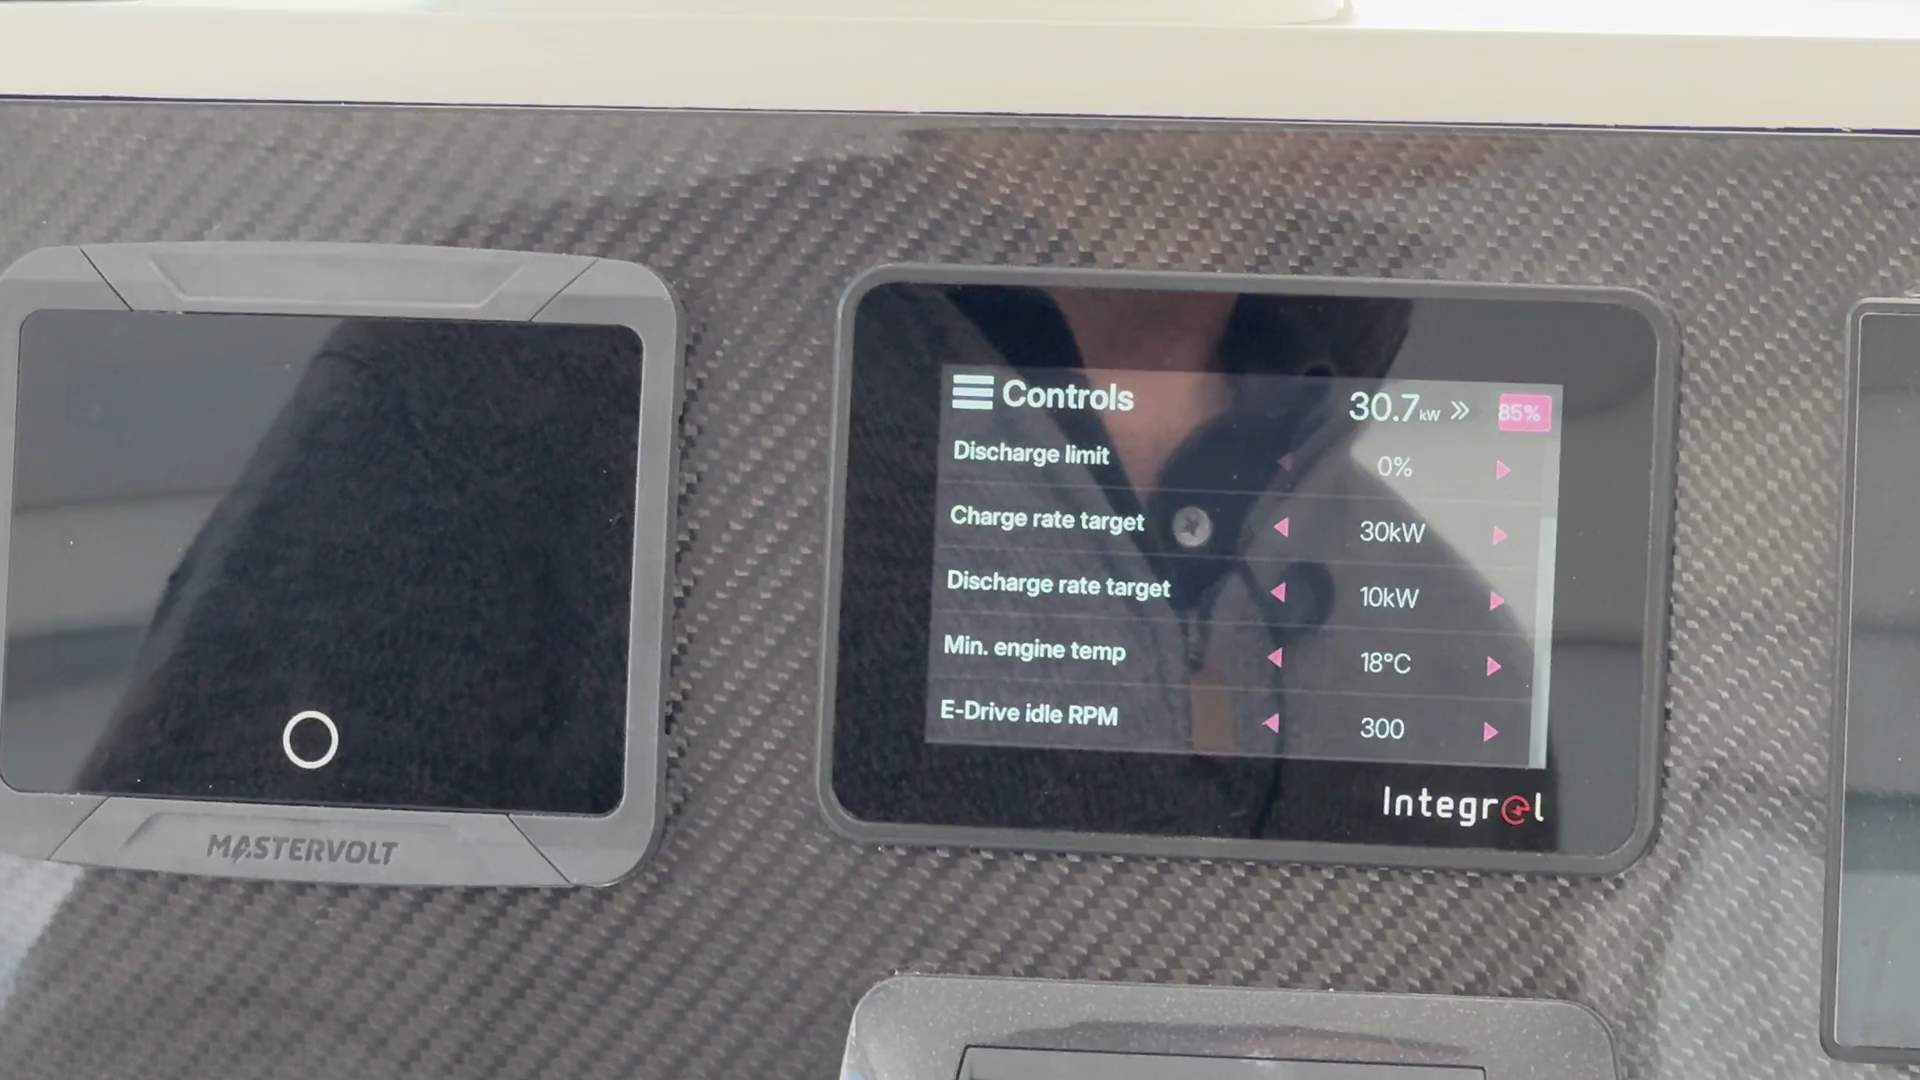 Controls 30.7kW » 85%
Discharge limit 0%
Charge rate target 30kW
Discharge rate target 10kW
Min. engine temp 18°C
E-Drive idle RPM 300
Integrel
MASTERVOLT